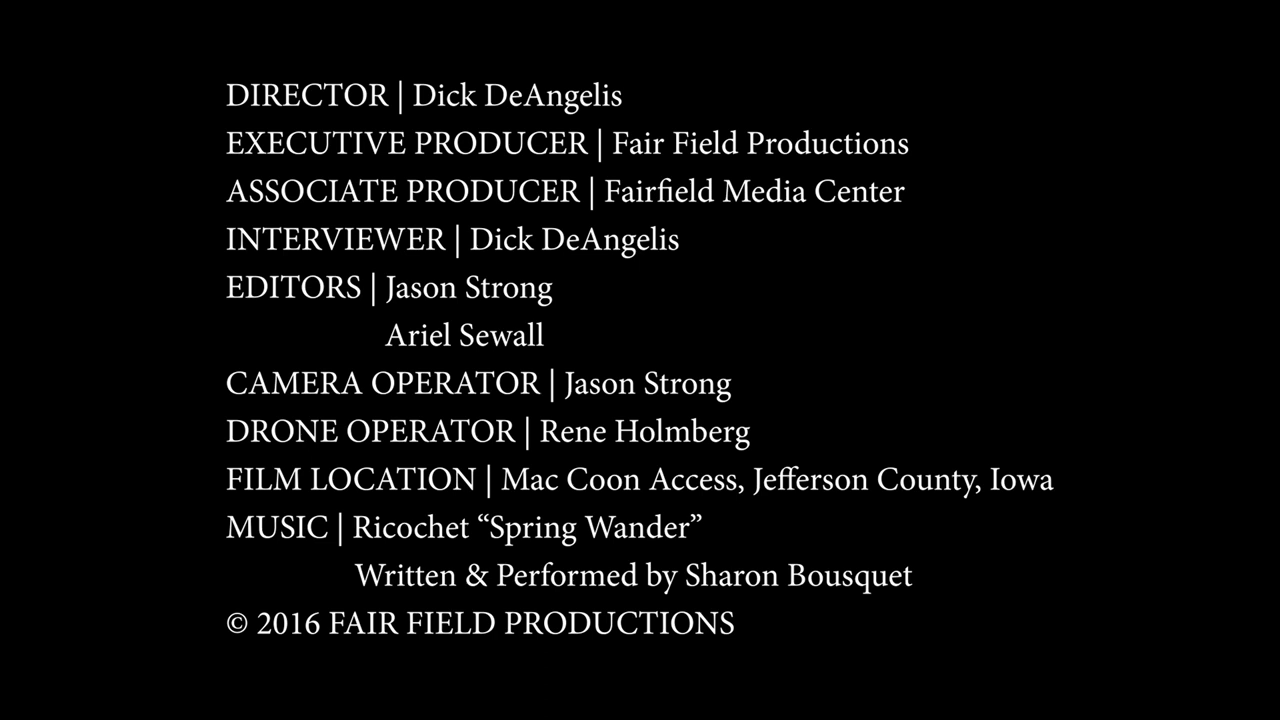 DIRECTOR | Dick DeAngelis
EXECUTIVE PRODUCER | Fair Field Productions
ASSOCIATE PRODUCER | Fairfield Media Center
INTERVIEWER | Dick DeAngelis
EDITORS | Jason Strong
Ariel Sewall
CAMERA OPERATOR | Jason Strong
DRONE OPERATOR | Rene Holmberg
FILM LOCATION | Mac Coon Access, Jefferson County, Iowa
MUSIC | Ricochet “Spring Wander”
Written & Performed by Sharon Bousquet
© 2016 FAIR FIELD PRODUCTIONS